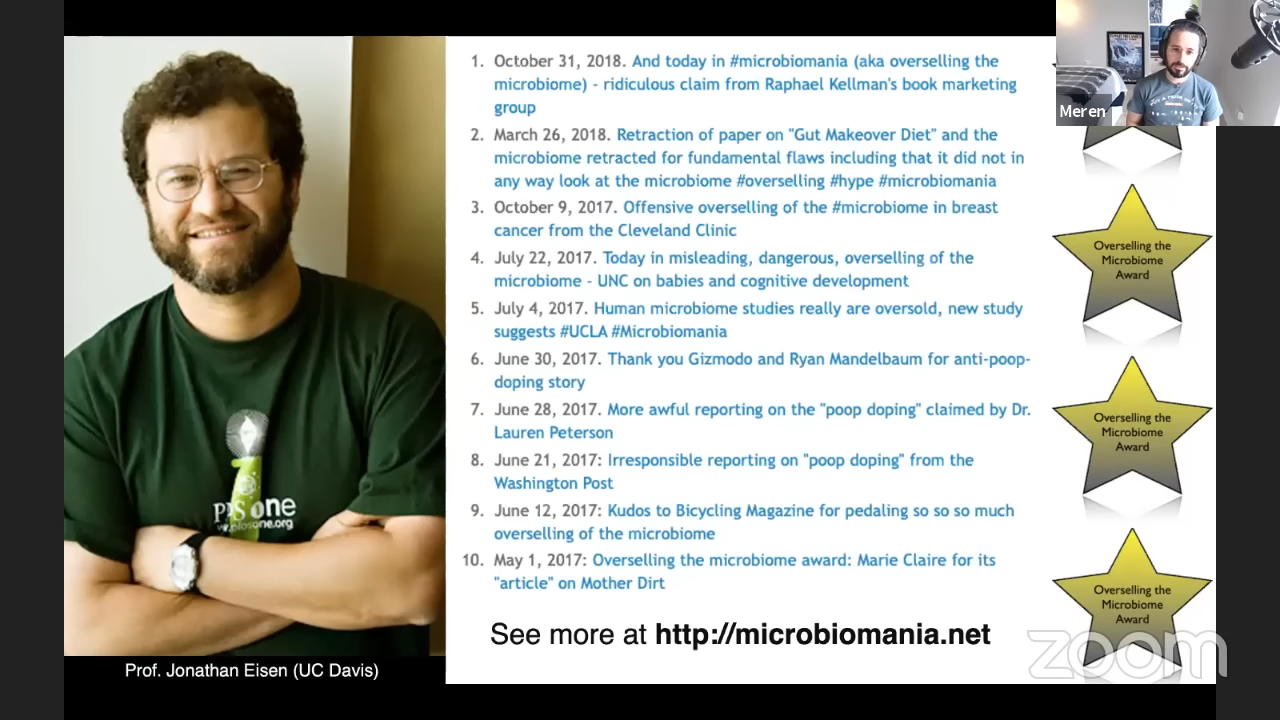 1. October 31, 2018. And today in #microbiomania (aka overselling the
microbiome) - ridiculous claim from Raphael Kellman's book marketing
group
2. March 26, 2018. Retraction of paper on "Gut Makeover Diet" and the
microbiome retracted for fundamental flaws including that it did not in
any way look at the microbiome #overselling #hype #microbiomania
3. October 9, 2017. Offensive overselling of the #microbiome in breast
cancer from the Cleveland Clinic
4. July 22, 2017. Today in misleading, dangerous, overselling of the
microbiome - UNC on babies and cognitive development
5. July 4, 2017. Human microbiome studies really are oversold, new study
suggests #UCLA #Microbiomania
6. June 30, 2017. Thank you Gizmodo and Ryan Mandelbaum for anti-poop-
doping story
7. June 28, 2017. More awful reporting on the "poop doping" claimed by Dr.
Lauren Peterson
8. June 21, 2017: Irresponsible reporting on "poop doping" from the
Washington Post
9. June 12, 2017: Kudos to Bicycling Magazine for pedaling so so so much
overselling of the microbiome
10. May 1, 2017: Overselling the microbiome award: Marie Claire for its
"article" on Mother Dirt
See more at http://microbiomania.net
Meren
Overselling the
Microbiome
Award
Overselling the
Microbiome
Award
Overselling the
Microbiome
Award
zoom
one
Prof. Jonathan Eisen (UC Davis)